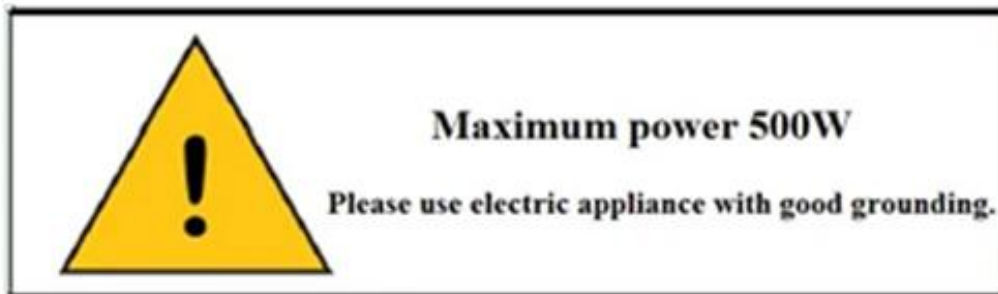 Maximum power 500W
Please use electric appliance with good grounding.